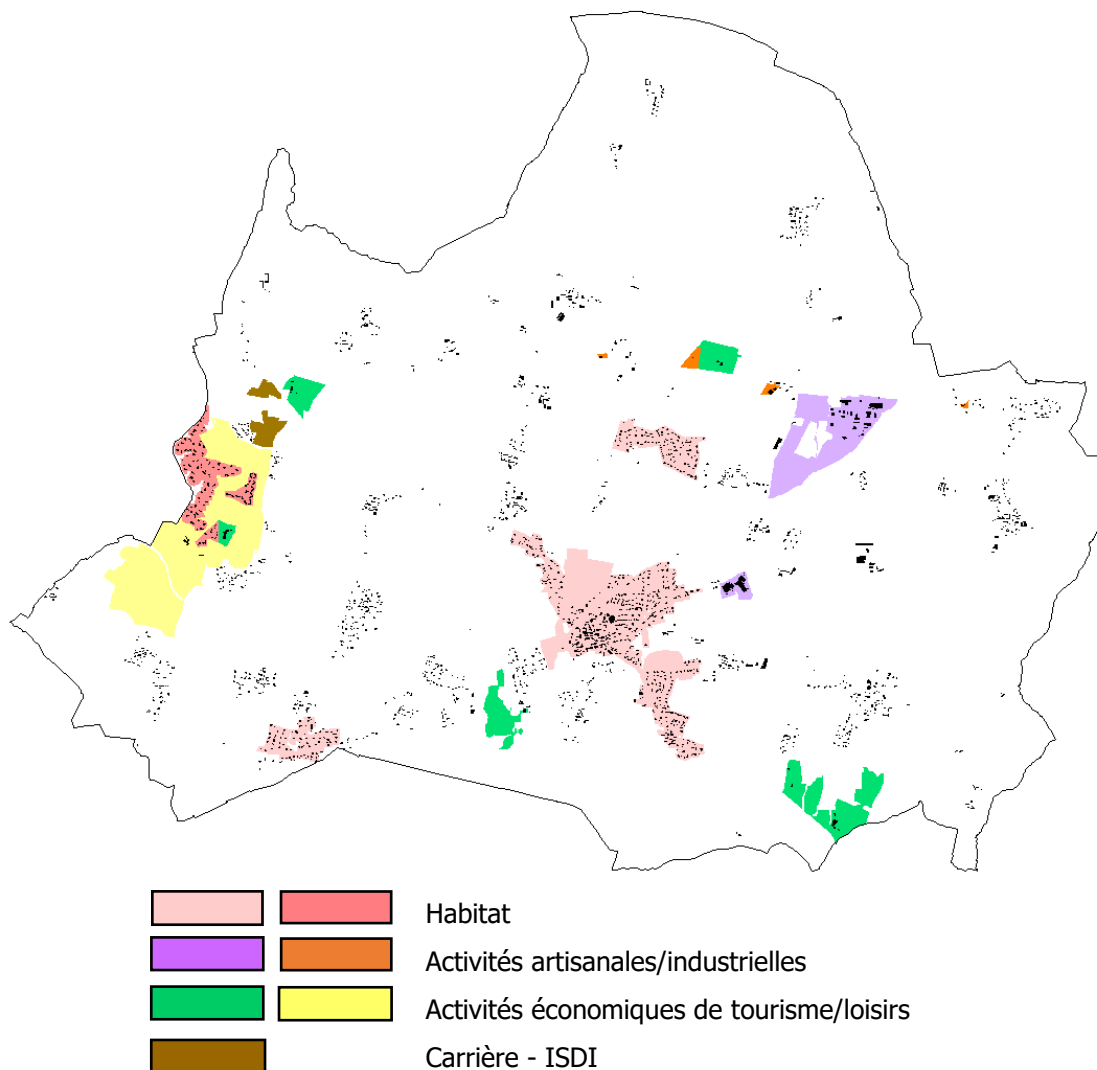 Habitat
Activités artisanales/industrielles
Activités économiques de tourisme/loisirs
Carrière - ISDI